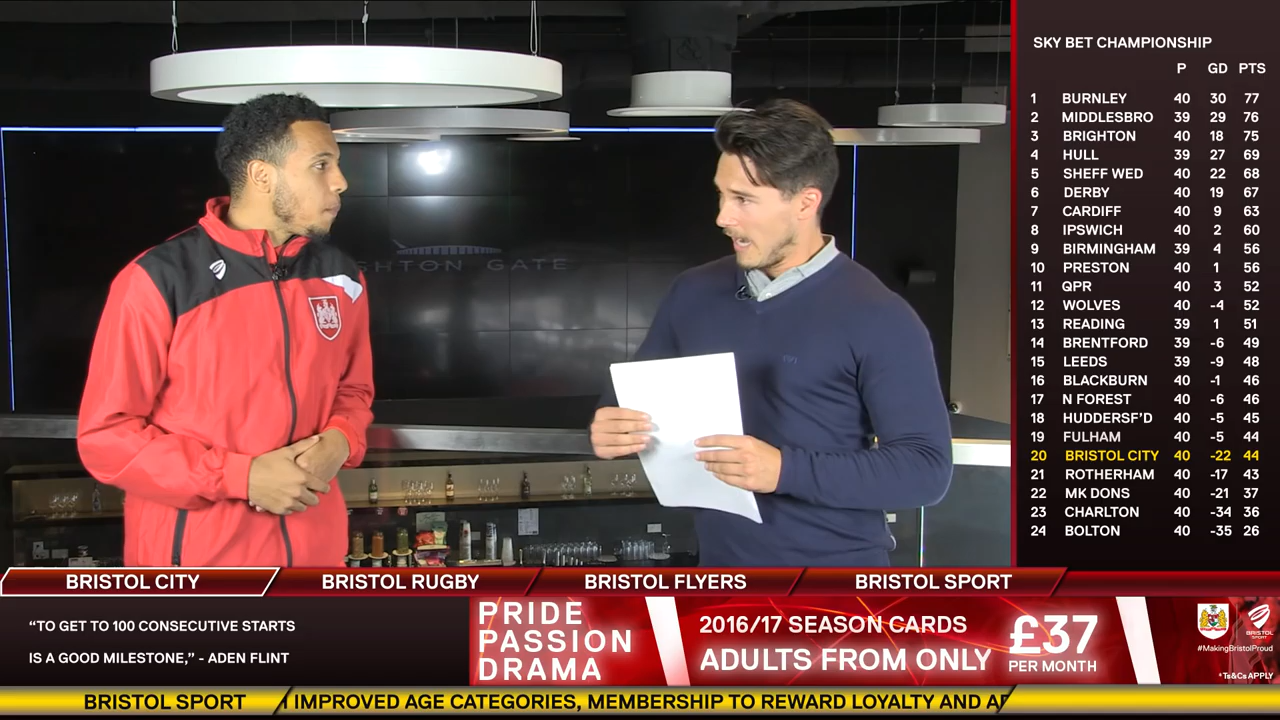 SKY BET CHAMPIONSHIP
P GD PTS
1 BURNLEY 40 30 77
2 MIDDLESBRO 39 29 76
3 BRIGHTON 40 18 75
4 HULL 39 27 69
5 SHEFF WED 40 22 68
6 DERBY 40 19 67
7 CARDIFF 40 9 63
8 IPSWICH 40 2 60
9 BIRMINGHAM 39 4 56
10 PRESTON 40 1 56
11 QPR 40 3 52
12 WOLVES 40 -4 52
13 READING 39 1 51
14 BRENTFORD 39 -6 49
15 LEEDS 39 -9 48
16 BLACKBURN 40 -1 46
17 N FOREST 40 -6 46
18 HUDDERSF'D 40 -5 45
19 FULHAM 40 -5 44
20 BRISTOL CITY 40 -22 44
21 ROTHERHAM 40 -17 43
22 MK DONS 40 -21 37
23 CHARLTON 40 -34 36
24 BOLTON 40 -35 26
GHTON GATE
BRISTOL CITY BRISTOL RUGBY BRISTOL FLYERS BRISTOL SPORT
“TO GET TO 100 CONSECUTIVE STARTS
IS A GOOD MILESTONE,” - ADEN FLINT
PRIDE
PASSION
DRAMA
2016/17 SEASON CARDS
ADULTS FROM ONLY
£37
PER MONTH
BRISTOL
SPORT
#MakingBristolProud
*Ts&Cs APPLY
BRISTOL SPORT IMPROVED AGE CATEGORIES, MEMBERSHIP TO REWARD LOYALTY AND